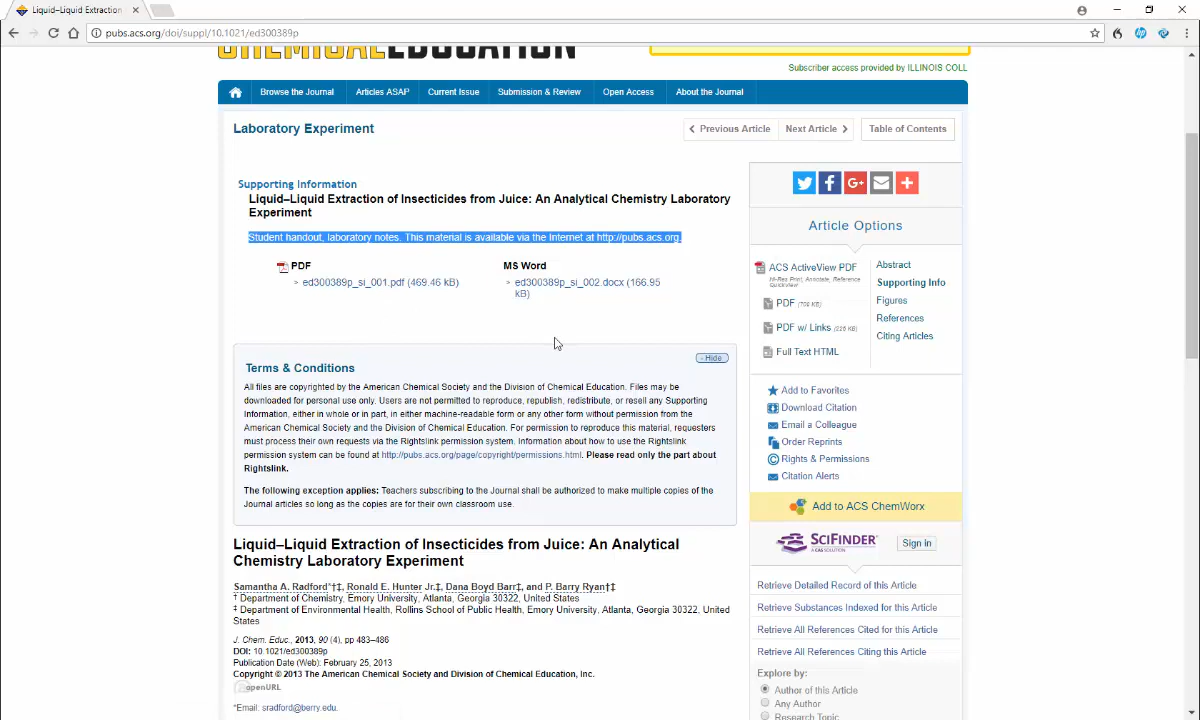 Liquid–Liquid Extraction
pubs.acs.org/doi/suppl/10.1021/ed300389p
CHEMICALEDUCATION
Subscriber access provided by ILLINOIS COLL
Browse the Journal
Articles ASAP
Current Issue
Submission & Review
Open Access
About the Journal
Laboratory Experiment
Previous Article
Next Article
Table of Contents
Supporting Information
Liquid–Liquid Extraction of Insecticides from Juice: An Analytical Chemistry Laboratory
Experiment
Student handout, laboratory notes. This material is available via the Internet at http://pubs.acs.org.
PDF
> ed300389p_si_001.pdf (469.46 kB)
MS Word
> ed300389p_si_002.docx (166.95
kB)
- Hide
Terms & Conditions
All files are copyrighted by the American Chemical Society and the Division of Chemical Education. Files may be
downloaded for personal use only. Users are not permitted to reproduce, republish, redistribute, or resell any Supporting
Information, either in whole or in part, in either machine-readable form or any other form without permission from the
American Chemical Society and the Division of Chemical Education. For permission to reproduce this material, requesters
must process their own requests via the Rightslink permission system. Information about how to use the Rightslink
permission system can be found at http://pubs.acs.org/page/copyright/permissions.html. Please read only the part about
Rightslink.
The following exception applies: Teachers subscribing to the Journal shall be authorized to make multiple copies of the
Journal articles so long as the copies are for their own classroom use.
Liquid–Liquid Extraction of Insecticides from Juice: An Analytical
Chemistry Laboratory Experiment
Samantha A. Radford*†‡, Ronald E. Hunter Jr.‡, Dana Boyd Barr‡, and P. Barry Ryan†‡
† Department of Chemistry, Emory University, Atlanta, Georgia 30322, United States
‡ Department of Environmental Health, Rollins School of Public Health, Emory University, Atlanta, Georgia 30322, United
States
J. Chem. Educ., 2013, 90 (4), pp 483–486
DOI: 10.1021/ed300389p
Publication Date (Web): February 25, 2013
Copyright © 2013 The American Chemical Society and Division of Chemical Education, Inc.
openURL
*Email: sradford@berry.edu.
Article Options
ACS ActiveView PDF
Hi-Res Print, Annotate, Reference
QuickView
PDF
PDF w/ Links
Full Text HTML
Abstract
Supporting Info
Figures
References
Citing Articles
Add to Favorites
Download Citation
Email a Colleague
Order Reprints
Rights & Permissions
Citation Alerts
Add to ACS ChemWorx
SCIFINDER
A CAS SOLUTION
Sign in
Retrieve Detailed Record of this Article
Retrieve Substances Indexed for this Article
Retrieve All References Cited for this Article
Retrieve All References Citing this Article
Explore by:
Author of this Article
Any Author
Research Topic